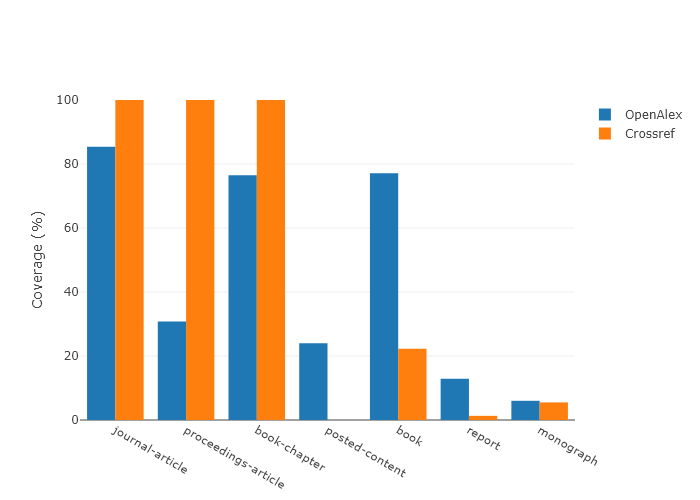 100
80
60
40
20
0
Coverage (%)
journal-article
proceedings-article
book-chapter
posted-content
book
report
monograph
OpenAlex
Crossref